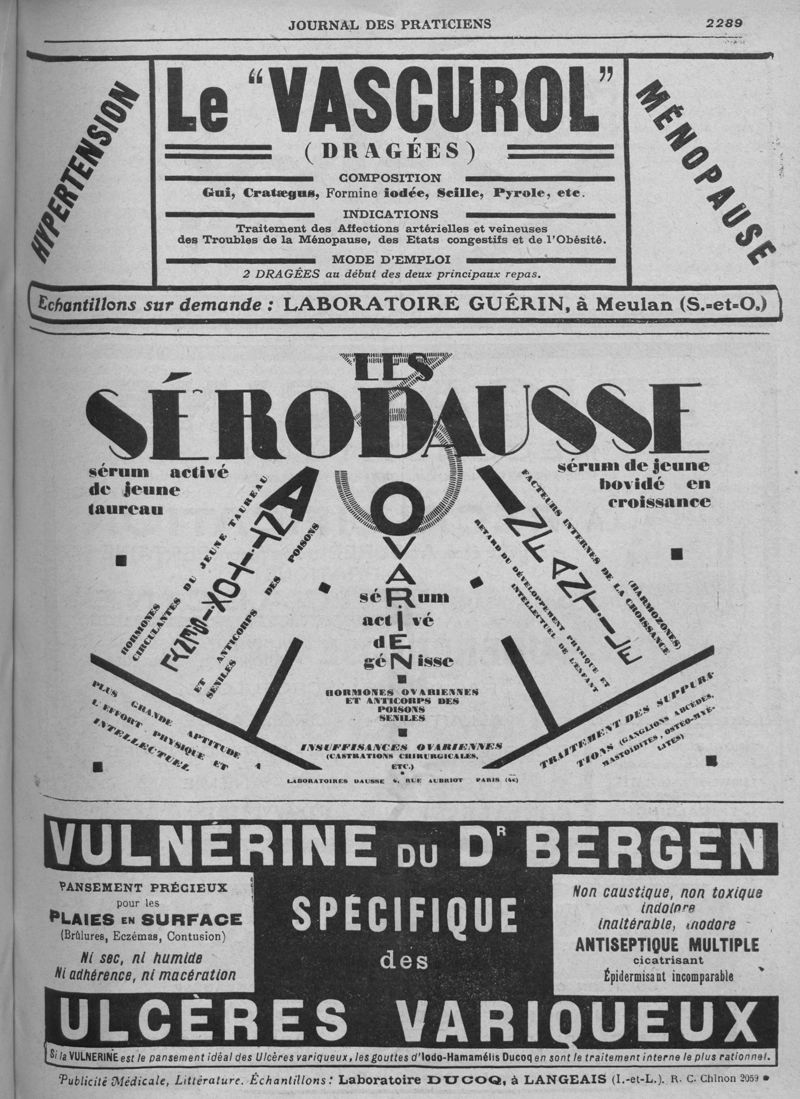 JOURNAL DES PRATICIENS
2289
HYPERTENSION
Le "VASCUROL"
(DRAGÉES)
COMPOSITION
Gui, Cratægus, Formine iodée, Scille, Pyrole, etc.
INDICATIONS
Traitement des Affections artérielles et veineuses
des Troubles de la Ménopause, des Etats congestifs et de l'Obésité.
MODE D'EMPLOI
2 DRAGÉES au début des deux principaux repas.
MÉNOPAUSE
Echantillons sur demande : LABORATOIRE GUÉRIN, à Meulan (S.-et-O.)
LES
3
SÉRODAUSSE
sérum activé
de jeune
taureau
HORMONES
CIRCULANTES DU JEUNE TAUREAU
ET ANTICORPS DES POISONS
SÉNILES
PLUS GRANDE APTITUDE A
L'EFFORT PHYSIQUE ET
INTELLECTUEL
OVARIEN
sérum
activé
dE
géNisse
HORMONES OVARIENNES
ET ANTICORPS DES
POISONS
SENILES
INSUFFISANCES OVARIENNES
(CASTRATIONS CHIRURGICALES,
ETC.)
sérum de jeune
bovidé en
croissance
INFANTILE
FACTEURS INTERNES DE LA CROISSANCE
(HARMOZONES)
RETARD DU DÉVELOPPEMENT PHYSIQUE ET
INTELLECTUEL DE L'ENFANT
TRAITEMENT DES SUPPURA-
TIONS (GANGLIONS ABCÉDÉS,
MASTOIDITES, OSTÉO-MYÉ-
LITES)
LABORATOIRES DAUSSE 4, RUE AUBRIOT PARIS (4e)
VULNÉRINE DU Dr BERGEN
PANSEMENT PRÉCIEUX
pour les
PLAIES EN SURFACE
(Brûlures, Eczémas, Contusion)
Ni sec, ni humide
Ni adhérence, ni macération
SPÉCIFIQUE
des
Non caustique, non toxique
indolore
inaltérable, inodore
ANTISEPTIQUE MULTIPLE
cicatrisant
Épidermisant incomparable
ULCÈRES VARIQUEUX
Si la VULNERINE est le pansement idéal des Ulcères variqueux, les gouttes d'Iodo-Hamamélis Ducoq en sont le traitement interne le plus rationnel.
Publicité Médicale, Littérature. Échantillons : Laboratoire DUCOQ, à LANGEAIS (I.-et-L.). R. C. Chinon 2059